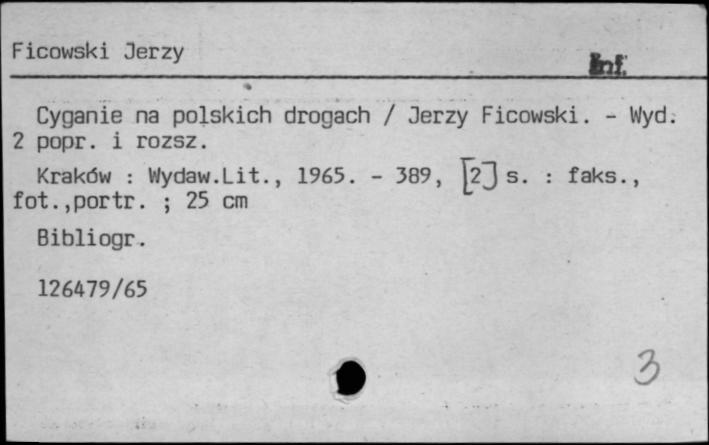 Ficowski Jerzy
Inf.
Cyganie na polskich drogach / Jerzy Ficowski. - Wyd.
2 popr. i rozsz.
Kraków : Wydaw.Lit., 1965. - 389, [2] s. : faks.,
fot.,portr. ; 25 cm
Bibliogr.
126479/65
3